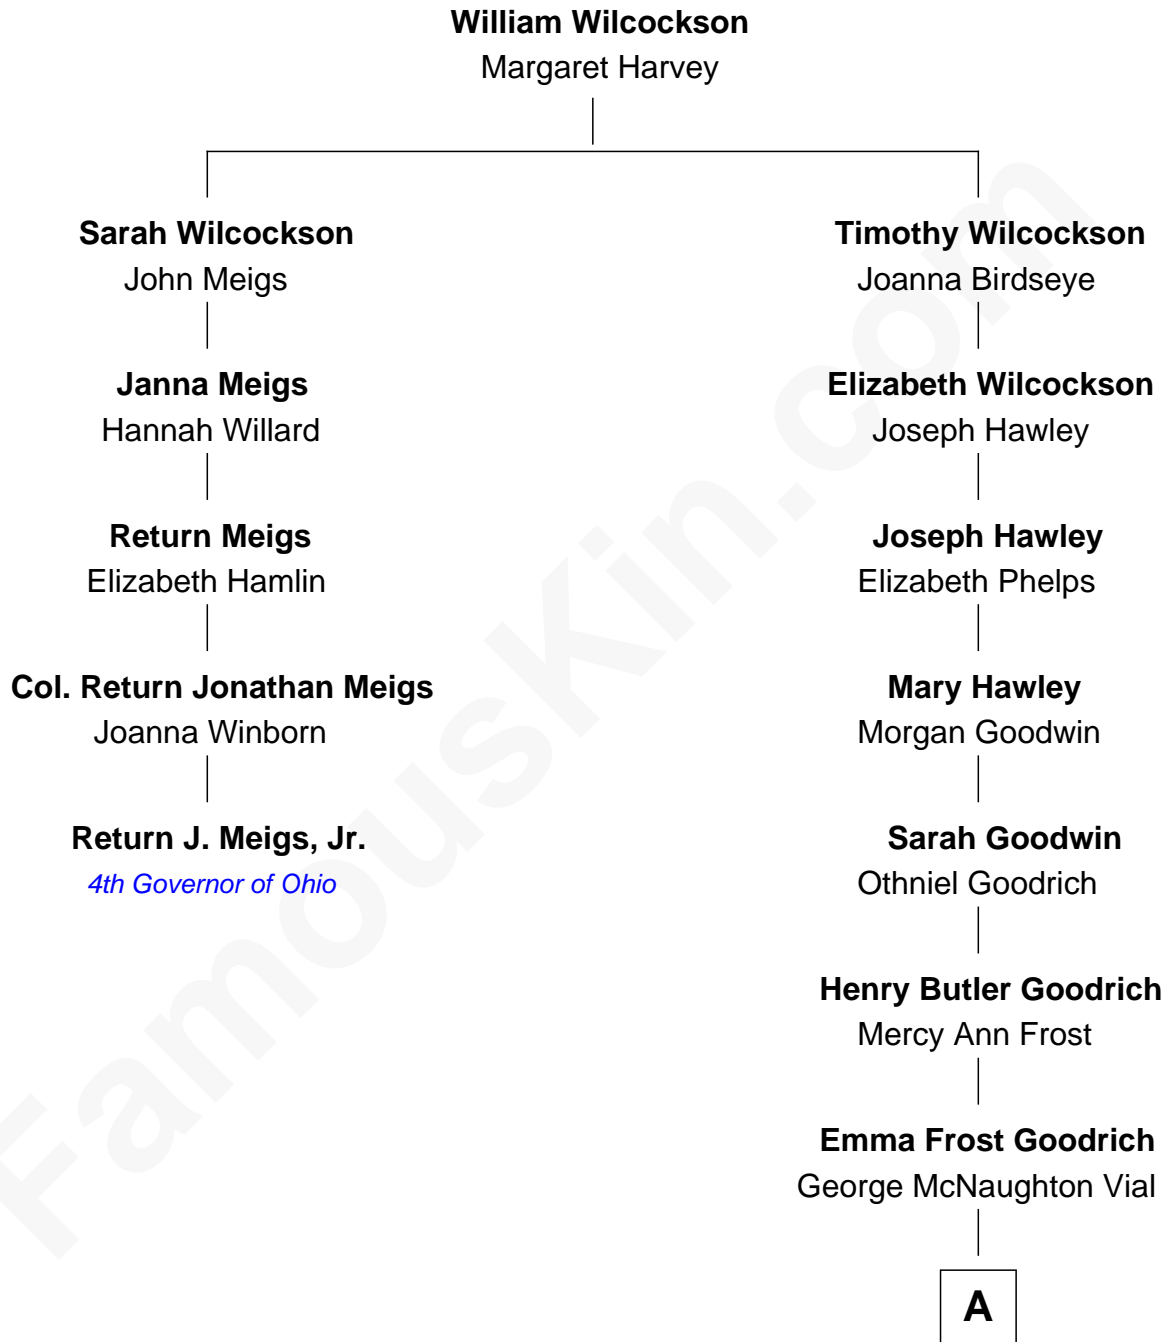 William Wilcockson
Margaret Harvey
Sarah Wilcockson
John Meigs
Janna Meigs
Hannah Willard
Return Meigs
Elizabeth Hamlin
Col. Return Jonathan Meigs
Joanna Winborn
Return J. Meigs, Jr.
4th Governor of Ohio
Timothy Wilcockson
Joanna Birdseye
Elizabeth Wilcockson
Joseph Hawley
Joseph Hawley
Elizabeth Phelps
Mary Hawley
Morgan Goodwin
Sarah Goodwin
Othniel Goodrich
Henry Butler Goodrich
Mercy Ann Frost
Emma Frost Goodrich
George McNaughton Vial
A
FamousKin.com